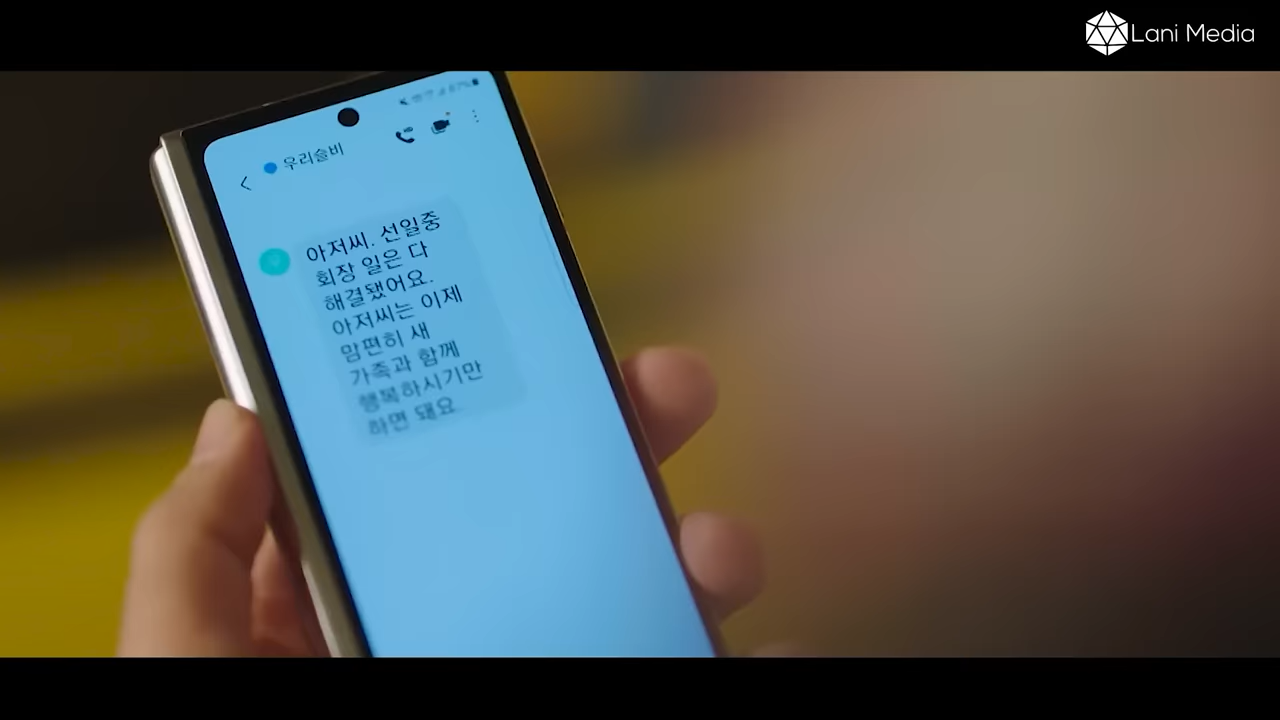 Lani Media
우리슬비
아저씨. 선일중
회장 일은 다
해결됐어요.
아저씨는 이제
맘편히 새
가족과 함께
행복하시기만
하면 돼요